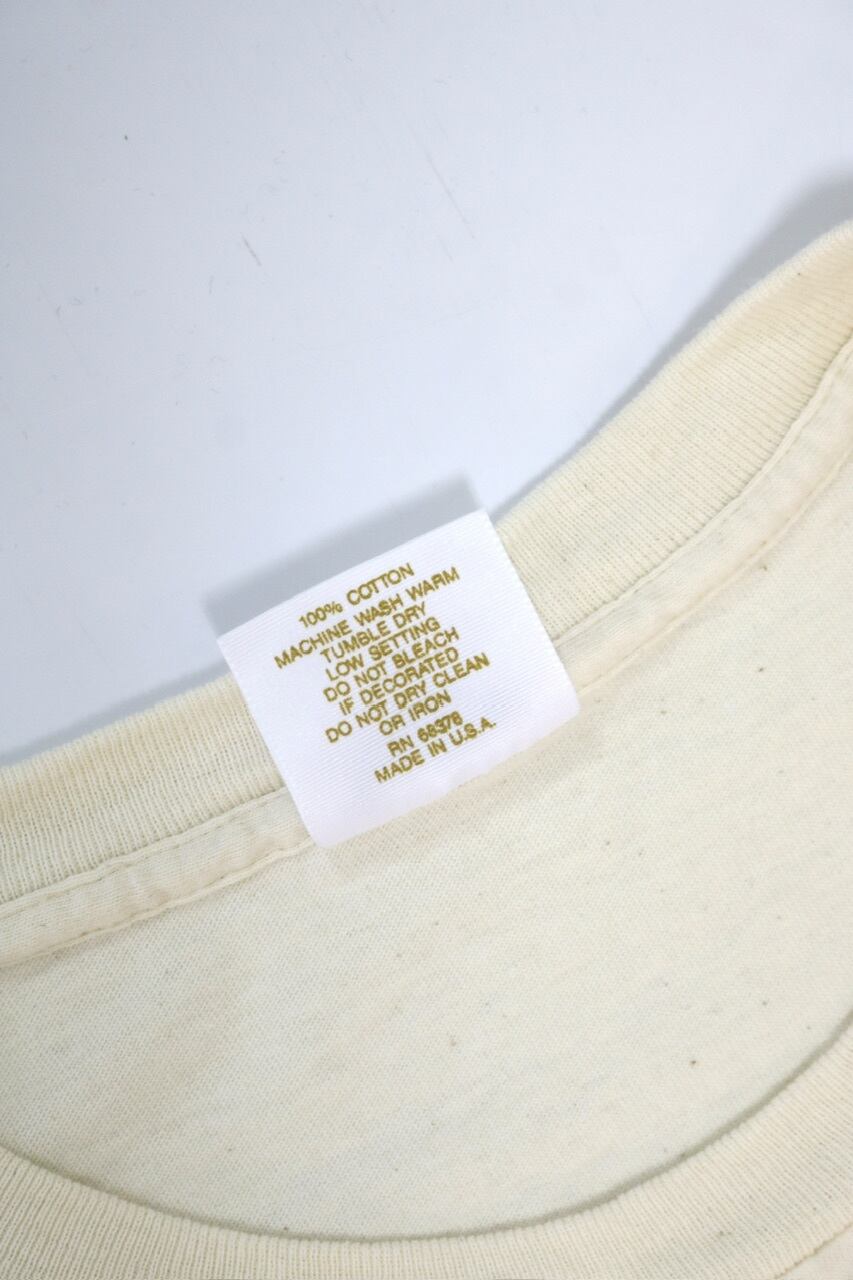 100% COTTON
MACHINE WASH WARM
TUMBLE DRY
LOW SETTING
DO NOT BLEACH
IF DECORATED
DO NOT DRY CLEAN
OR IRON
RN 68376
MADE IN U.S.A.